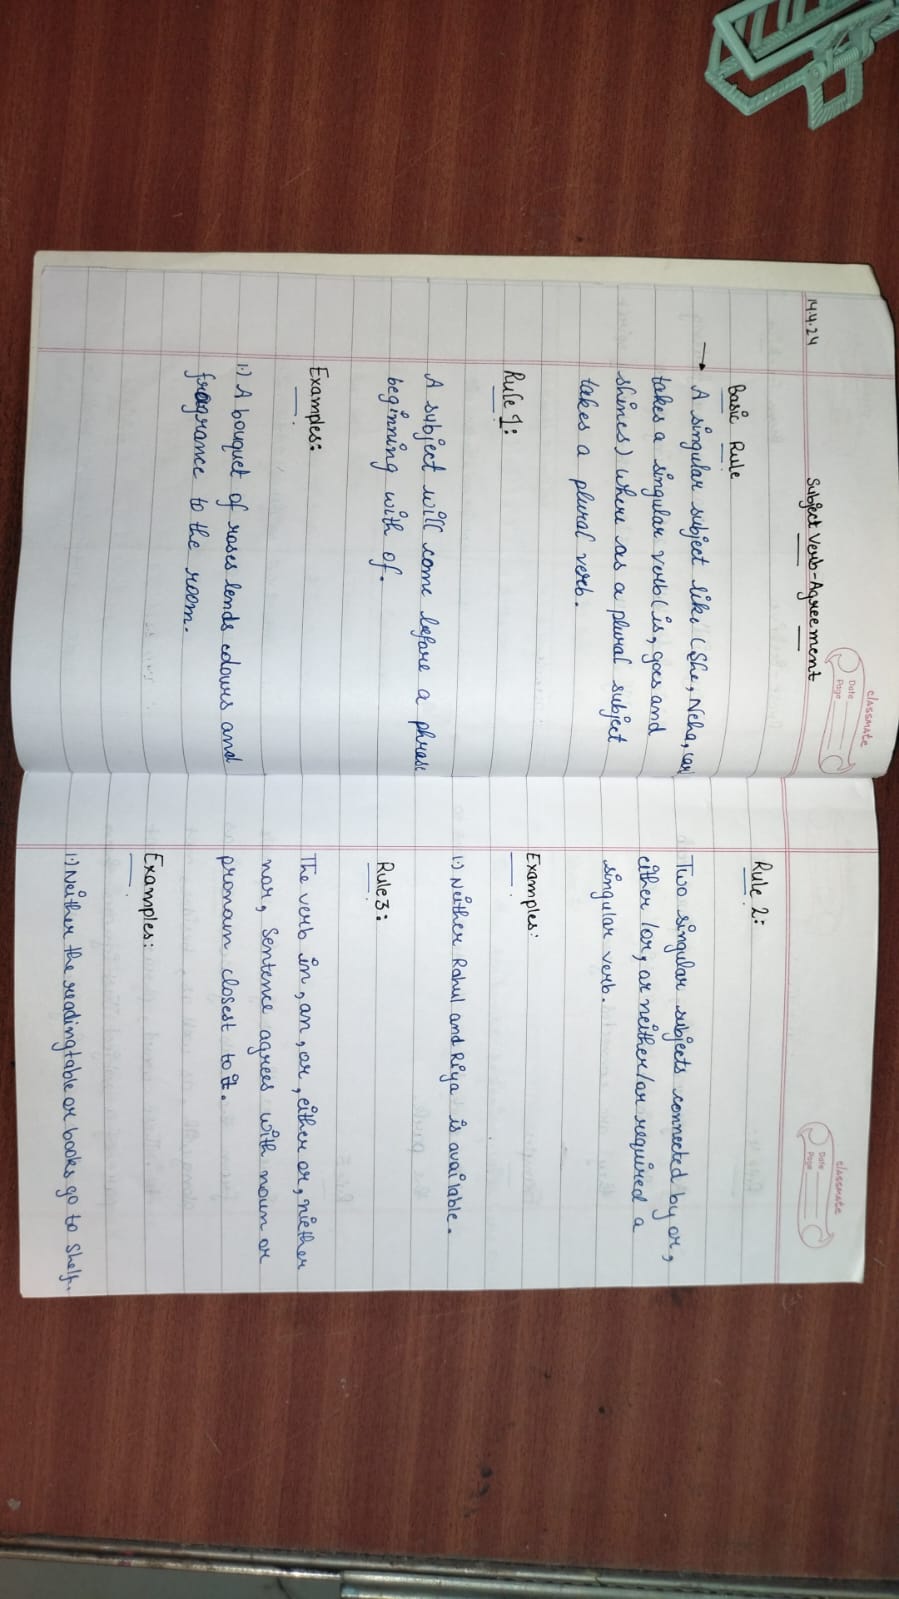 classmate
Date
Page
14.4.24
Subject Verb-Agreement
Basic Rule
→ A singular subject like (She, Neha, car)
takes a singular verb (is, goes and
shines) where as a plural subject
takes a plural verb.
Rule 1:
A subject will come before a phrase
beginning with of.
Examples:
1.) A bouquet of roses lends colours and
fragrance to the room.
classmate
Date
Page
Rule 2:
Two singular subjects connected by or,
either/or, or neither/or required a
singular verb.
Examples:
1.) Neither Rahul and Riya is available.
Rule 3:
The verb in, an, or, either or, niether
nor, Sentence agrees with noun or
pronoun closest to it.
Examples:
1.) Neither the reading table or books go to Shelf.